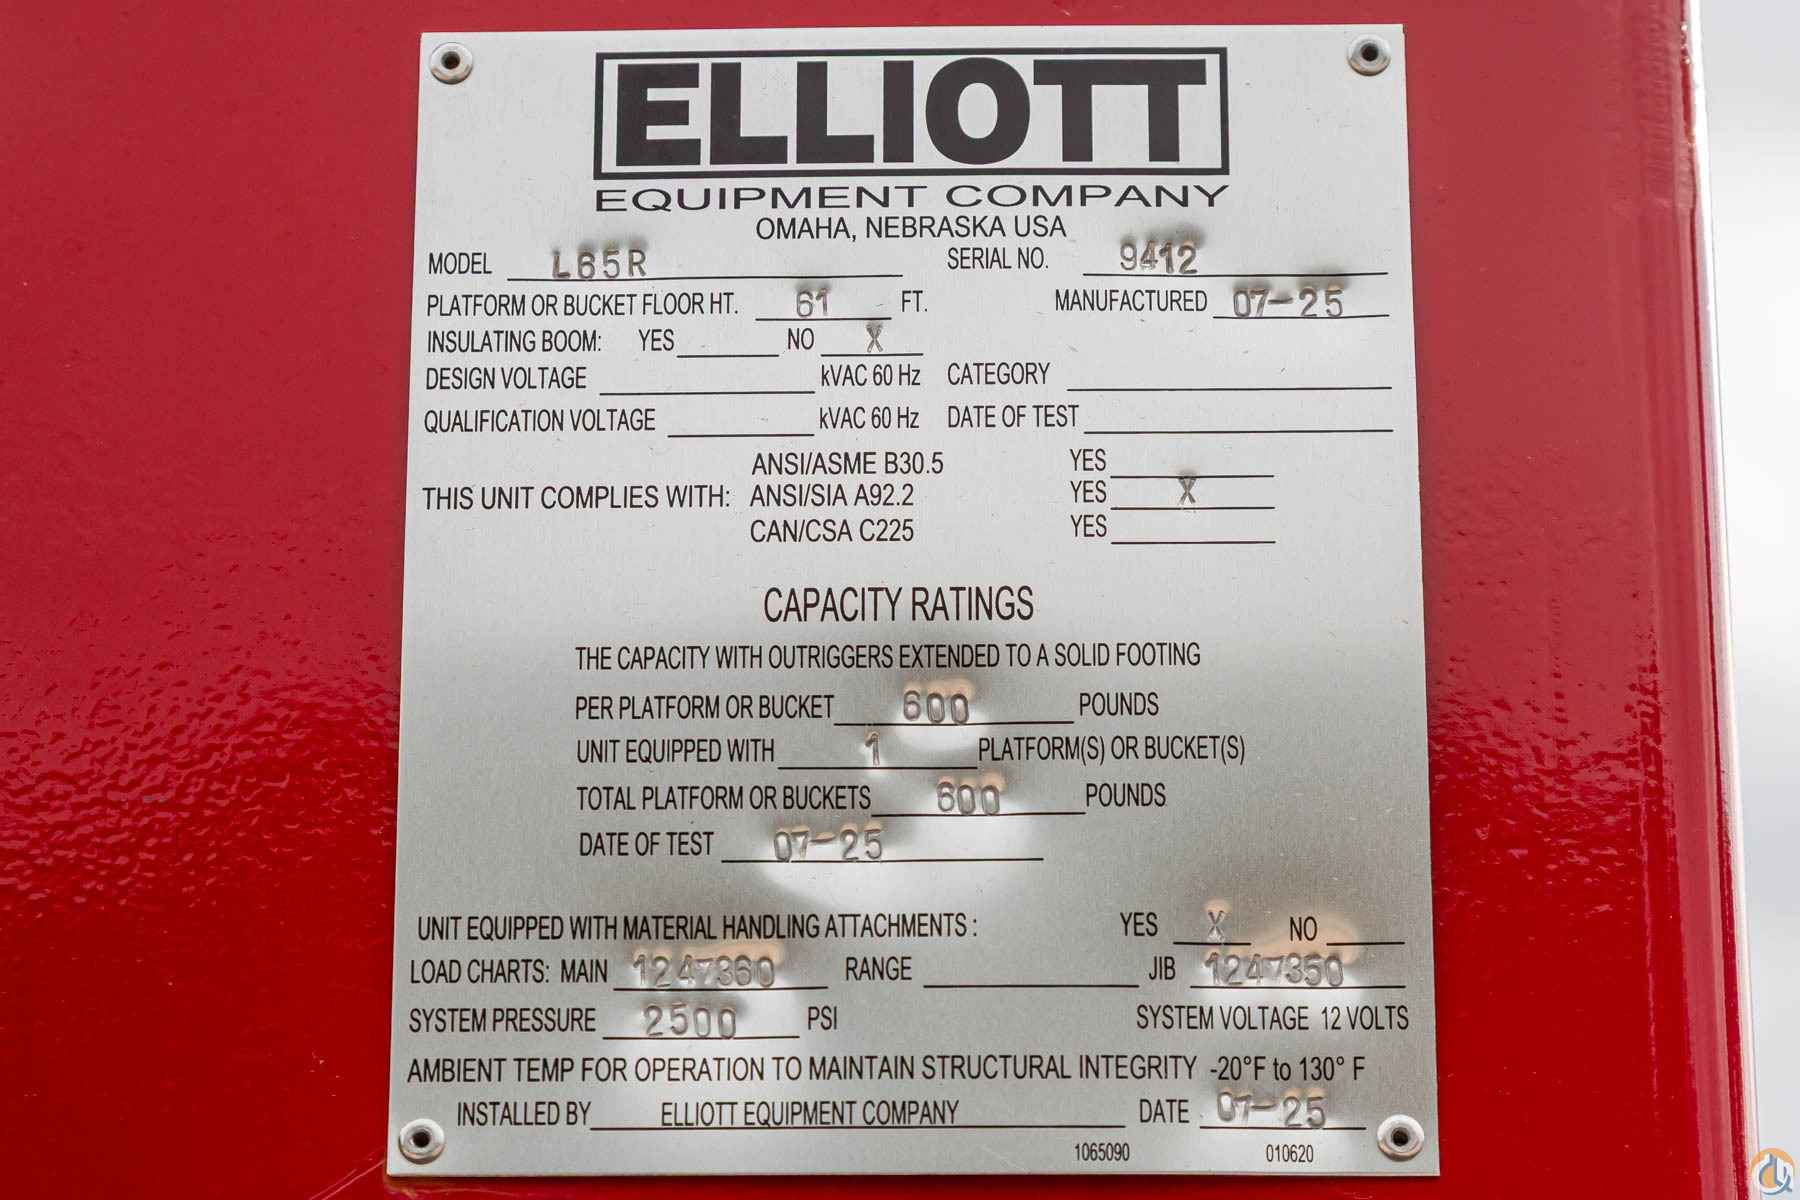 ELLIOTT
EQUIPMENT COMPANY
OMAHA, NEBRASKA USA
MODEL L65R SERIAL NO. 9412
PLATFORM OR BUCKET FLOOR HT. 61 FT. MANUFACTURED 07-25
INSULATING BOOM: YES NO X
DESIGN VOLTAGE kVAC 60 Hz CATEGORY
QUALIFICATION VOLTAGE kVAC 60 Hz DATE OF TEST
ANSI/ASME B30.5 YES
THIS UNIT COMPLIES WITH: ANSI/SIA A92.2 YES X
CAN/CSA C225 YES
CAPACITY RATINGS
THE CAPACITY WITH OUTRIGGERS EXTENDED TO A SOLID FOOTING
PER PLATFORM OR BUCKET 600 POUNDS
UNIT EQUIPPED WITH 1 PLATFORM(S) OR BUCKET(S)
TOTAL PLATFORM OR BUCKETS 600 POUNDS
DATE OF TEST 07-25
UNIT EQUIPPED WITH MATERIAL HANDLING ATTACHMENTS : YES X NO
LOAD CHARTS: MAIN 1247360 RANGE JIB 1247350
SYSTEM PRESSURE 2500 PSI SYSTEM VOLTAGE 12 VOLTS
AMBIENT TEMP FOR OPERATION TO MAINTAIN STRUCTURAL INTEGRITY -20°F to 130° F
INSTALLED BY ELLIOTT EQUIPMENT COMPANY DATE 07-25
1065090 010620